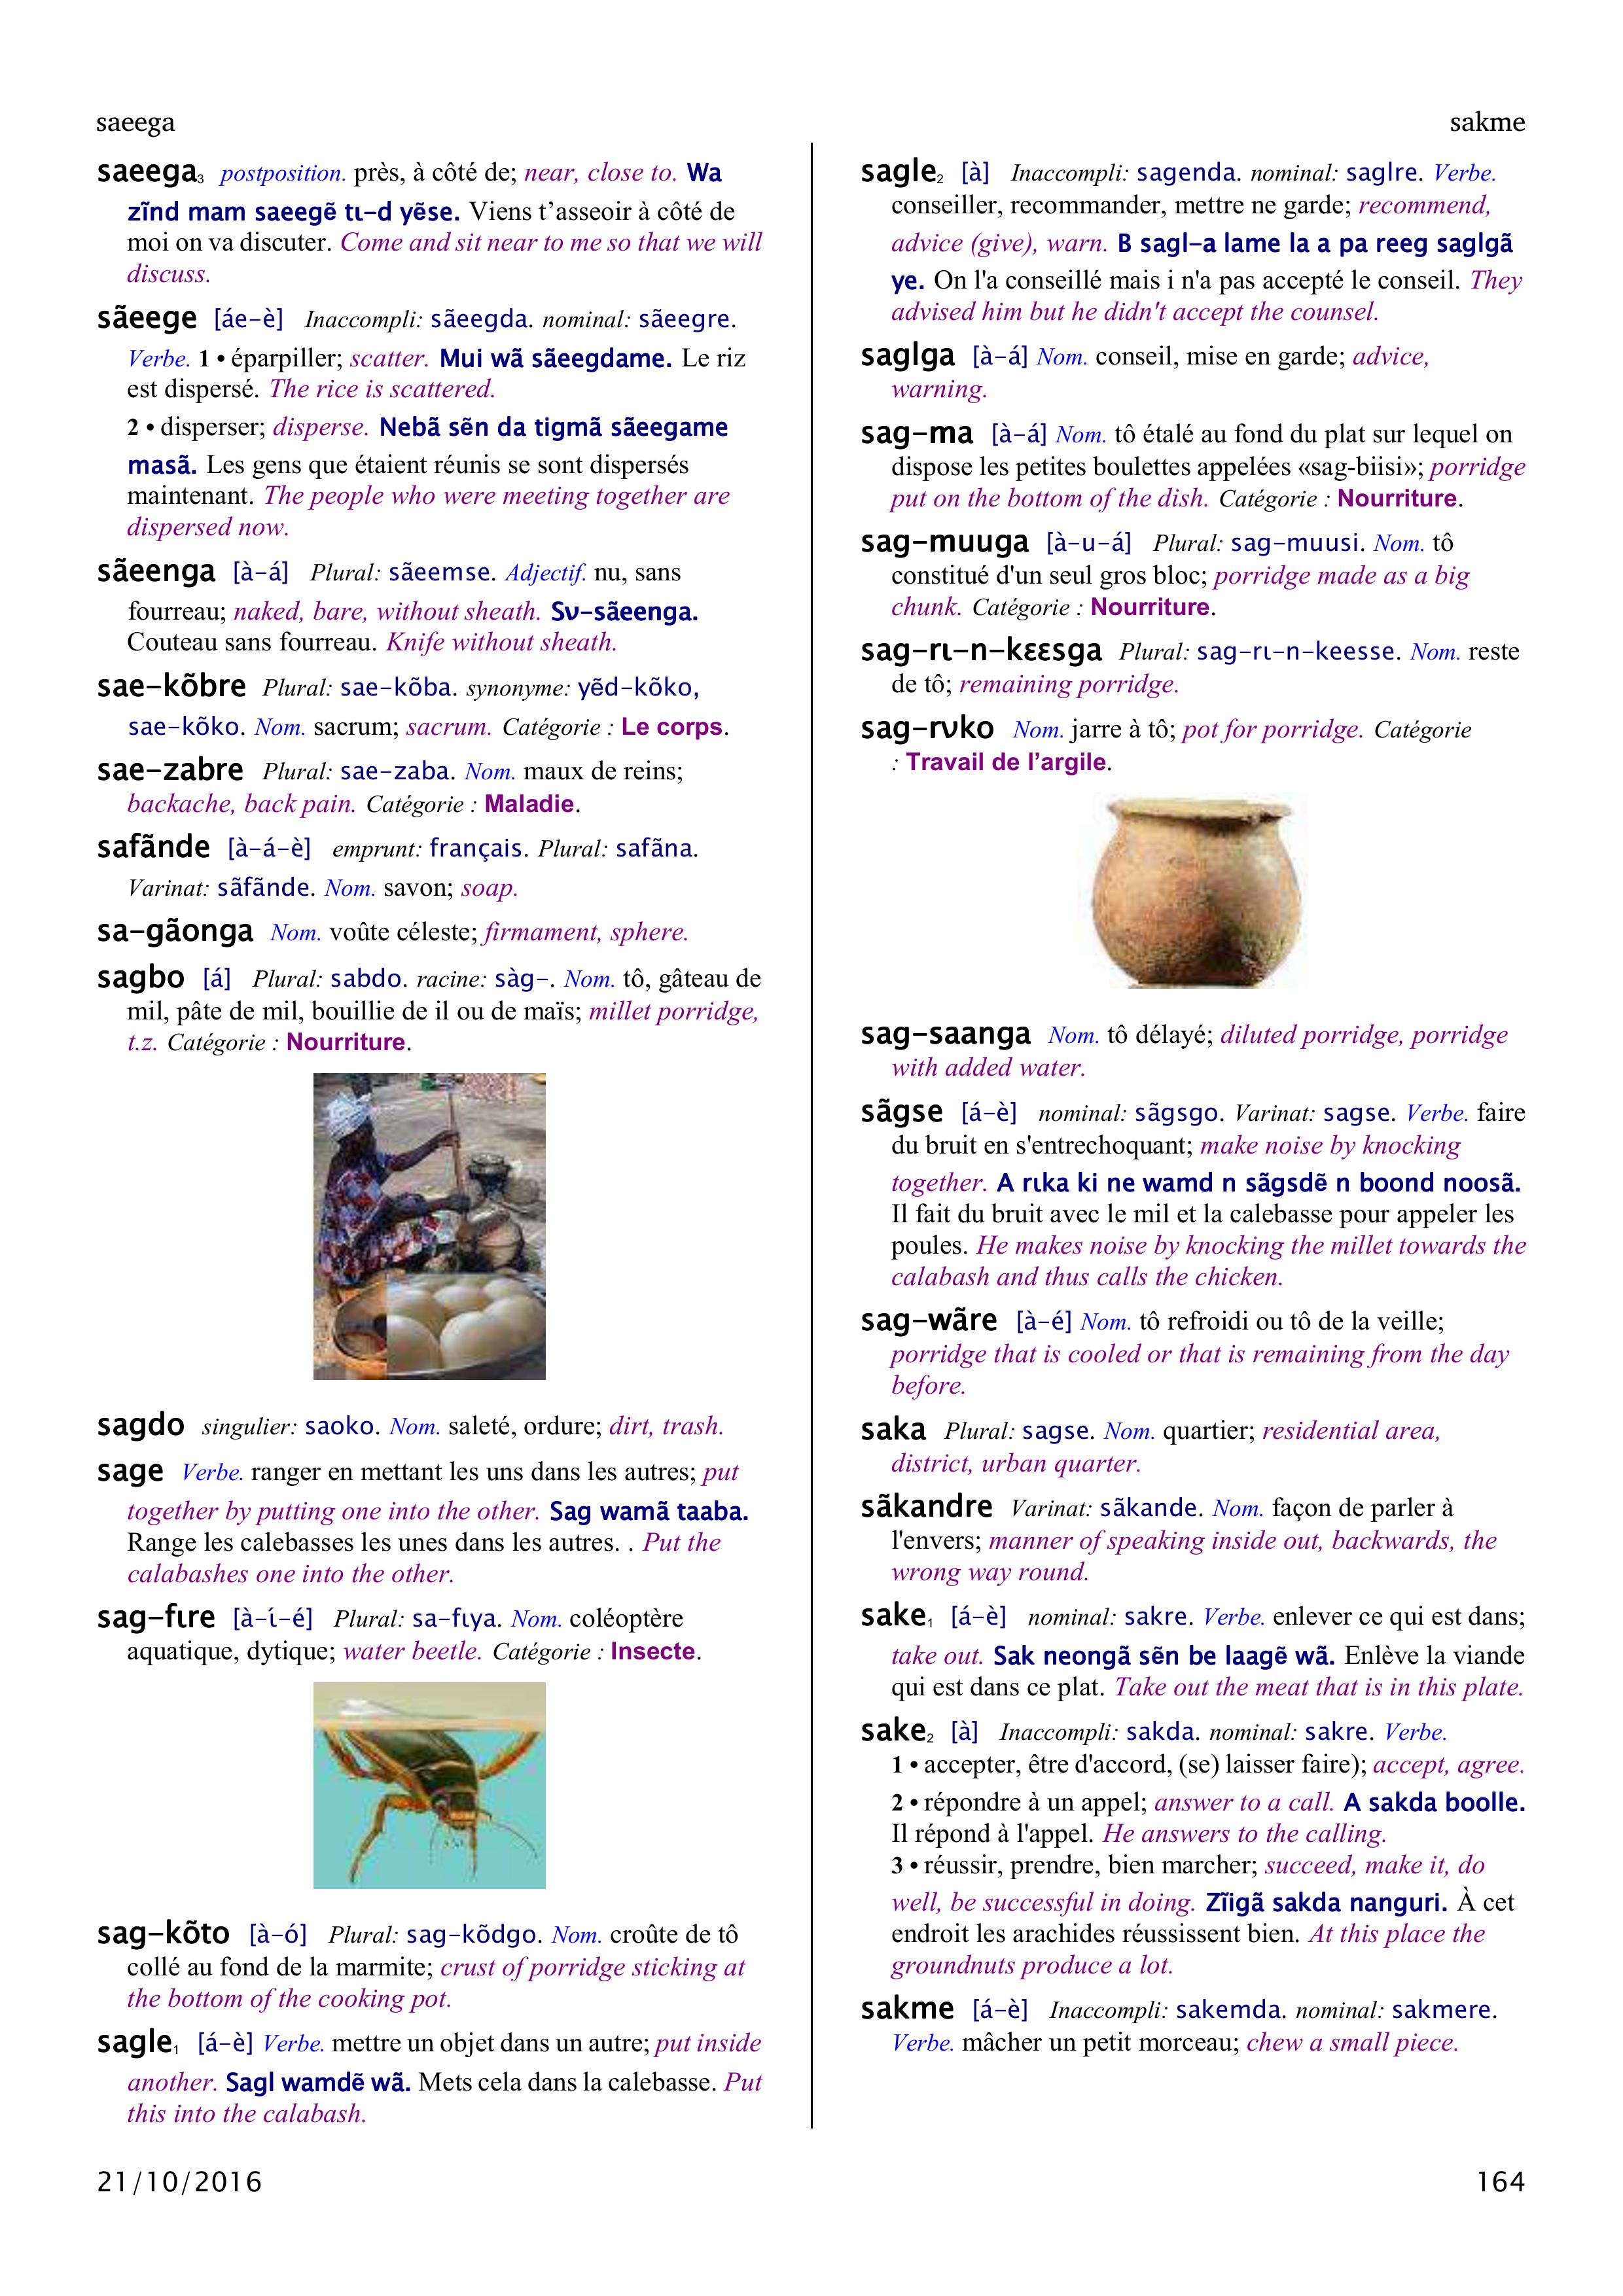 saeega
sakme
saeega₃ postposition. près, à côté de; near, close to. Wa
zĩnd mam saeegẽ tɩ-d yẽse. Viens t’asseoir à côté de
moi on va discuter. Come and sit near to me so that we will
discuss.
sãeege [áe-è] Inaccompli: sãeegda. nominal: sãeegre.
Verbe. 1 • éparpiller; scatter. Mui wã sãeegdame. Le riz
est dispersé. The rice is scattered.
2 • disperser; disperse. Nebã sẽn da tigmã sãeegame
masã. Les gens que étaient réunis se sont dispersés
maintenant. The people who were meeting together are
dispersed now.
sãeenga [à-á] Plural: sãeemse. Adjectif. nu, sans
fourreau; naked, bare, without sheath. Sʋ-sãeenga.
Couteau sans fourreau. Knife without sheath.
sae-kõbre Plural: sae-kõba. synonyme: yẽd-kõko,
sae-kõko. Nom. sacrum; sacrum. Catégorie : Le corps.
sae-zabre Plural: sae-zaba. Nom. maux de reins;
backache, back pain. Catégorie : Maladie.
safãnde [à-á-è] emprunt: français. Plural: safãna.
Varinat: sãfãnde. Nom. savon; soap.
sa-gãonga Nom. voûte céleste; firmament, sphere.
sagbo [á] Plural: sabdo. racine: sàg-. Nom. tô, gâteau de
mil, pâte de mil, bouillie de il ou de maïs; millet porridge,
t.z. Catégorie : Nourriture.
sagdo singulier: saoko. Nom. saleté, ordure; dirt, trash.
sage Verbe. ranger en mettant les uns dans les autres; put
together by putting one into the other. Sag wamã taaba.
Range les calebasses les unes dans les autres. . Put the
calabashes one into the other.
sag-fɩre [à-ɩ́-é] Plural: sa-fɩya. Nom. coléoptère
aquatique, dytique; water beetle. Catégorie : Insecte.
sag-kõto [à-ó] Plural: sag-kõdgo. Nom. croûte de tô
collé au fond de la marmite; crust of porridge sticking at
the bottom of the cooking pot.
sagle₁ [á-è] Verbe. mettre un objet dans un autre; put inside
another. Sagl wamdẽ wã. Mets cela dans la calebasse. Put
this into the calabash.
sagle₂ [à] Inaccompli: sagenda. nominal: saglre. Verbe.
conseiller, recommander, mettre ne garde; recommend,
advice (give), warn. B sagl-a lame la a pa reeg saglgã
ye. On l'a conseillé mais i n'a pas accepté le conseil. They
advised him but he didn't accept the counsel.
saglga [à-á] Nom. conseil, mise en garde; advice,
warning.
sag-ma [à-á] Nom. tô étalé au fond du plat sur lequel on
dispose les petites boulettes appelées «sag-biisi»; porridge
put on the bottom of the dish. Catégorie : Nourriture.
sag-muuga [à-u-á] Plural: sag-muusi. Nom. tô
constitué d'un seul gros bloc; porridge made as a big
chunk. Catégorie : Nourriture.
sag-rɩ-n-kɛɛsga Plural: sag-rɩ-n-keesse. Nom. reste
de tô; remaining porridge.
sag-rʋko Nom. jarre à tô; pot for porridge. Catégorie
: Travail de l’argile.
sag-saanga Nom. tô délayé; diluted porridge, porridge
with added water.
sãgse [á-è] nominal: sãgsgo. Varinat: sagse. Verbe. faire
du bruit en s'entrechoquant; make noise by knocking
together. A rɩka ki ne wamd n sãgsdẽ n boond noosã.
Il fait du bruit avec le mil et la calebasse pour appeler les
poules. He makes noise by knocking the millet towards the
calabash and thus calls the chicken.
sag-wãre [à-é] Nom. tô refroidi ou tô de la veille;
porridge that is cooled or that is remaining from the day
before.
saka Plural: sagse. Nom. quartier; residential area,
district, urban quarter.
sãkandre Varinat: sãkande. Nom. façon de parler à
l'envers; manner of speaking inside out, backwards, the
wrong way round.
sake₁ [á-è] nominal: sakre. Verbe. enlever ce qui est dans;
take out. Sak neongã sẽn be laagẽ wã. Enlève la viande
qui est dans ce plat. Take out the meat that is in this plate.
sake₂ [à] Inaccompli: sakda. nominal: sakre. Verbe.
1 • accepter, être d'accord, (se) laisser faire); accept, agree.
2 • répondre à un appel; answer to a call. A sakda boolle.
Il répond à l'appel. He answers to the calling.
3 • réussir, prendre, bien marcher; succeed, make it, do
well, be successful in doing. Zĩigã sakda nanguri. À cet
endroit les arachides réussissent bien. At this place the
groundnuts produce a lot.
sakme [á-è] Inaccompli: sakemda. nominal: sakmere.
Verbe. mâcher un petit morceau; chew a small piece.
21/10/2016
164